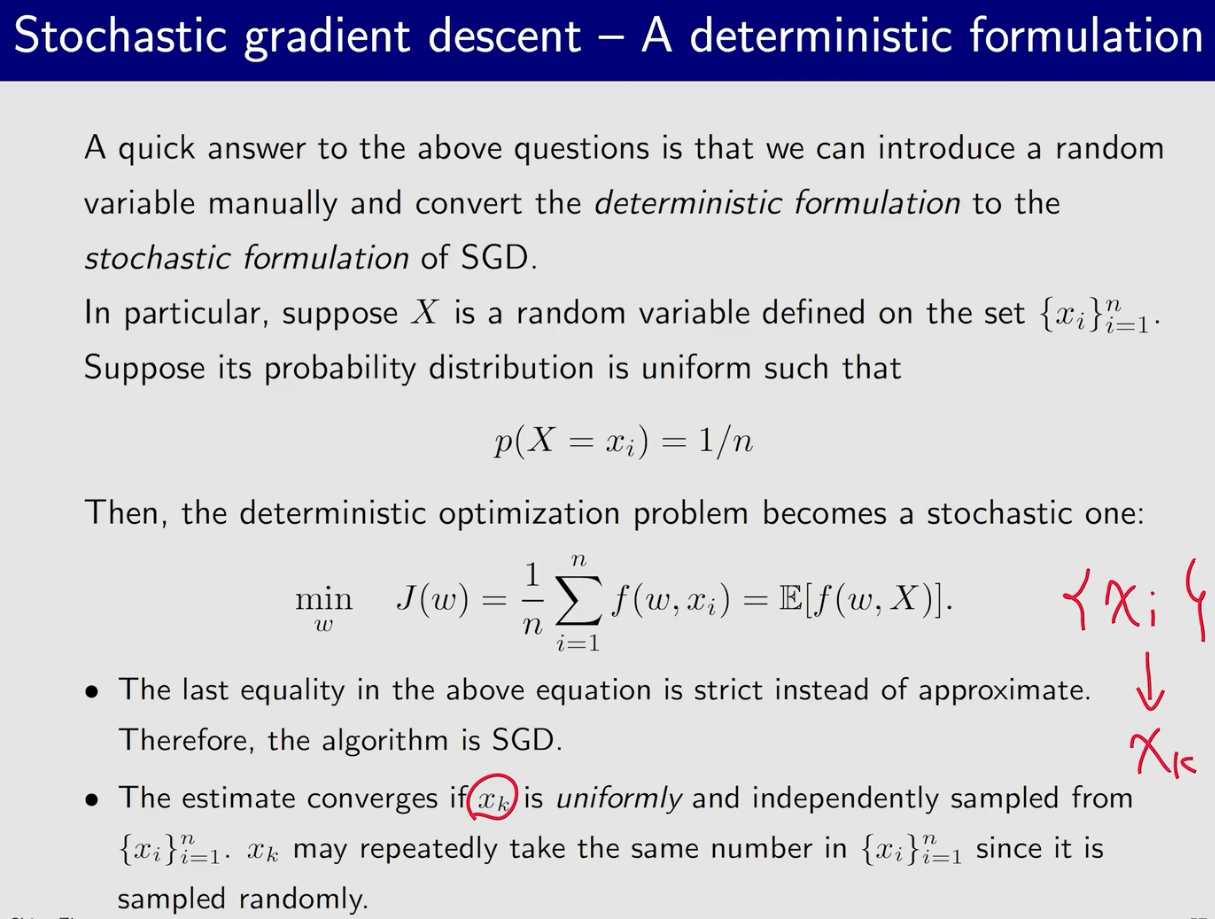 Stochastic gradient descent – A deterministic formulation
A quick answer to the above questions is that we can introduce a random
variable manually and convert the deterministic formulation to the
stochastic formulation of SGD.
In particular, suppose X is a random variable defined on the set {x_i}_{i=1}^n.
Suppose its probability distribution is uniform such that
p(X = x_i) = 1/n
Then, the deterministic optimization problem becomes a stochastic one:
min_w J(w) = \frac{1}{n} \sum_{i=1}^{n} f(w, x_i) = 𝔼[f(w, X)].
{x_i}
↓
x_k
• The last equality in the above equation is strict instead of approximate.
Therefore, the algorithm is SGD.
• The estimate converges if x_k is uniformly and independently sampled from
{x_i}_{i=1}^n. x_k may repeatedly take the same number in {x_i}_{i=1}^n since it is
sampled randomly.